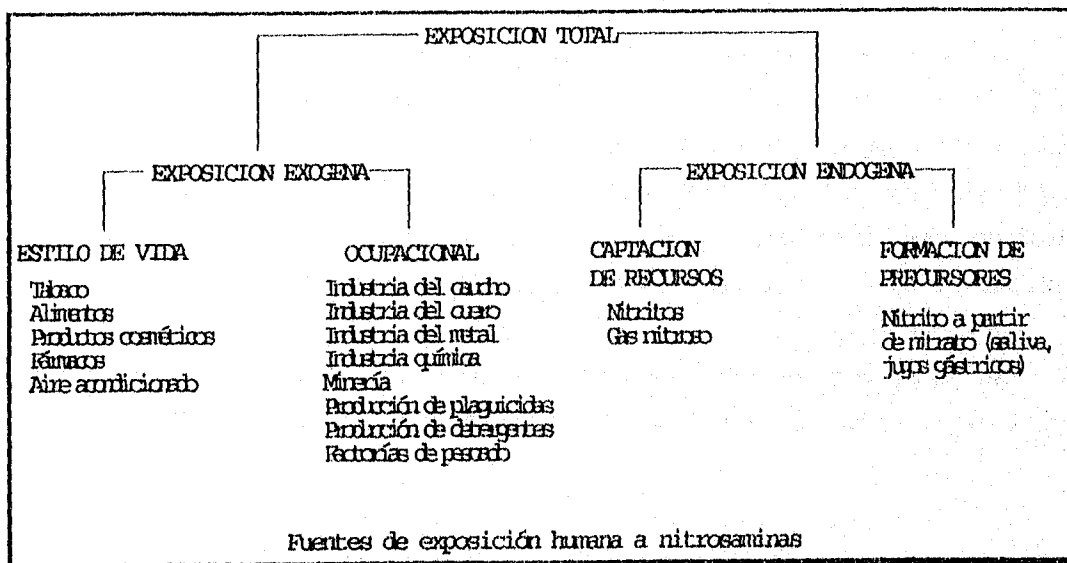 EXPOSICION TOTAL
EXPOSICION EXOGENA
EXPOSICION ENDOGENA
ESTILO DE VIDA
Tabaco
Alimentos
Productos cosméticos
Fármacos
Aire acondicionado
OCUPACIONAL
Industria del caucho
Industria del cuero
Industria del metal
Industria química
Minería
Producción de plaguicidas
Producción de detergentes
Factorías de pescado
CAPTACION
DE RECURSOS
Nitritos
Gas nitroso
FORMACION DE
PRECURSORES
Nitrito a partir
de nitrato (saliva,
jugos gástricos)
Fuentes de exposición humana a nitrosaminas